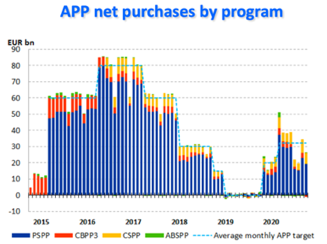 APP net purchases by program
EUR bn
90
80
70
60
50
40
30
20
10
0
-10
2015 2016 2017 2018 2019 2020
PSPP CBPP3 CSPP ABSPP Average monthly APP target